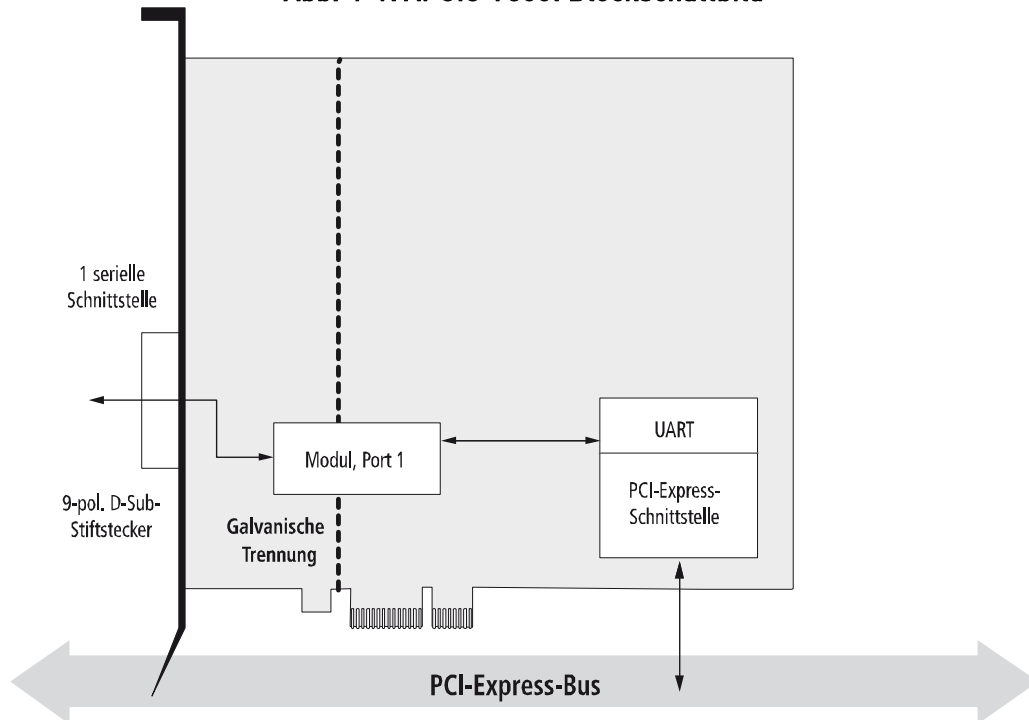 1 serielle
Schnittstelle
9-pol. D-Sub-
Stiftstecker
Galvanische
Trennung
Modul, Port 1
UART
PCI-Express-
Schnittstelle
PCI-Express-Bus